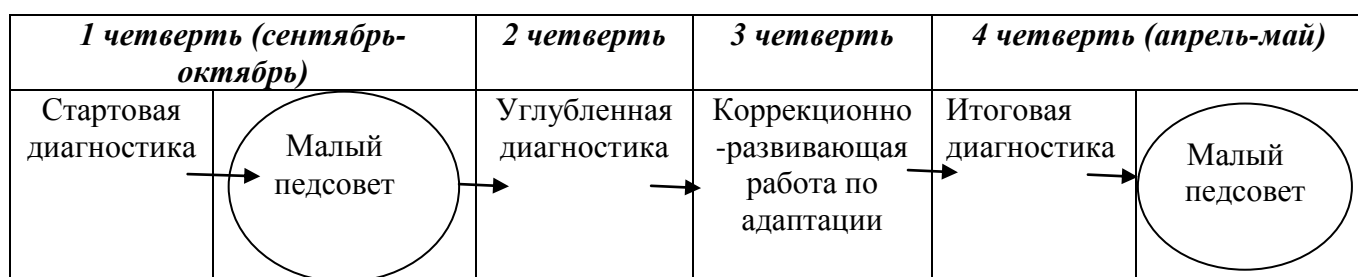 1 четверть (сентябрь-
октябрь)
2 четверть
3 четверть
4 четверть (апрель-май)
Стартовая
диагностика
Малый
педсовет
Углубленная
диагностика
Коррекционно
-развивающая
работа по
адаптации
Итоговая
диагностика
Малый
педсовет